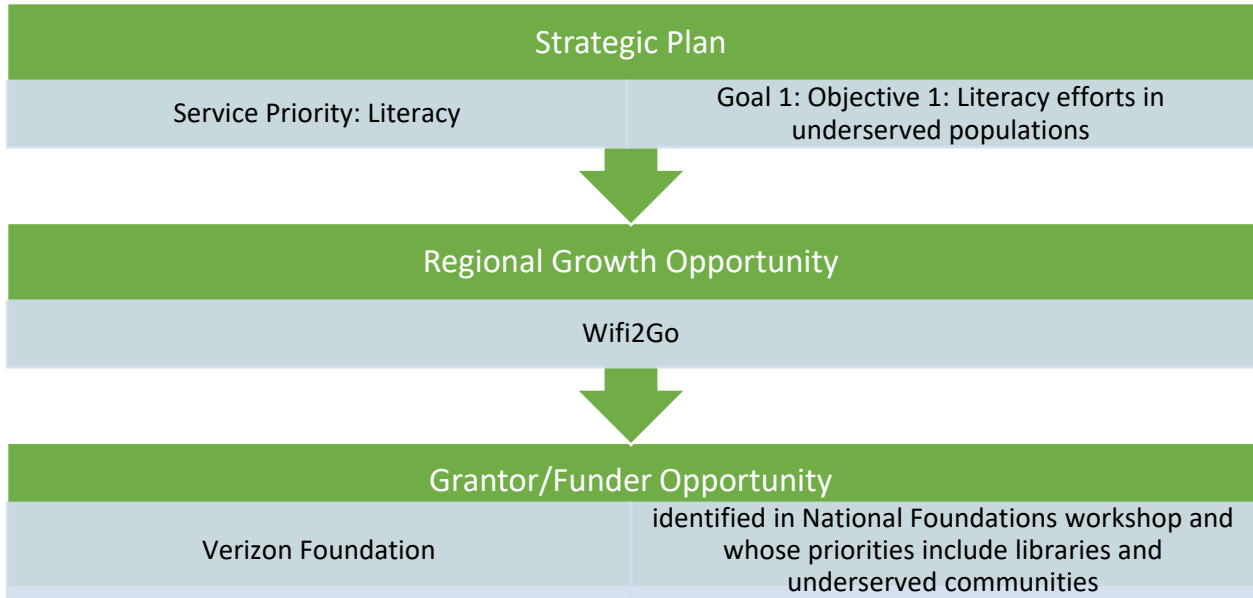 Strategic Plan
Service Priority: Literacy
Goal 1: Objective 1: Literacy efforts in
underserved populations
Regional Growth Opportunity
Wifi2Go
Grantor/Funder Opportunity
Verizon Foundation
identified in National Foundations workshop and
whose priorities include libraries and
underserved communities